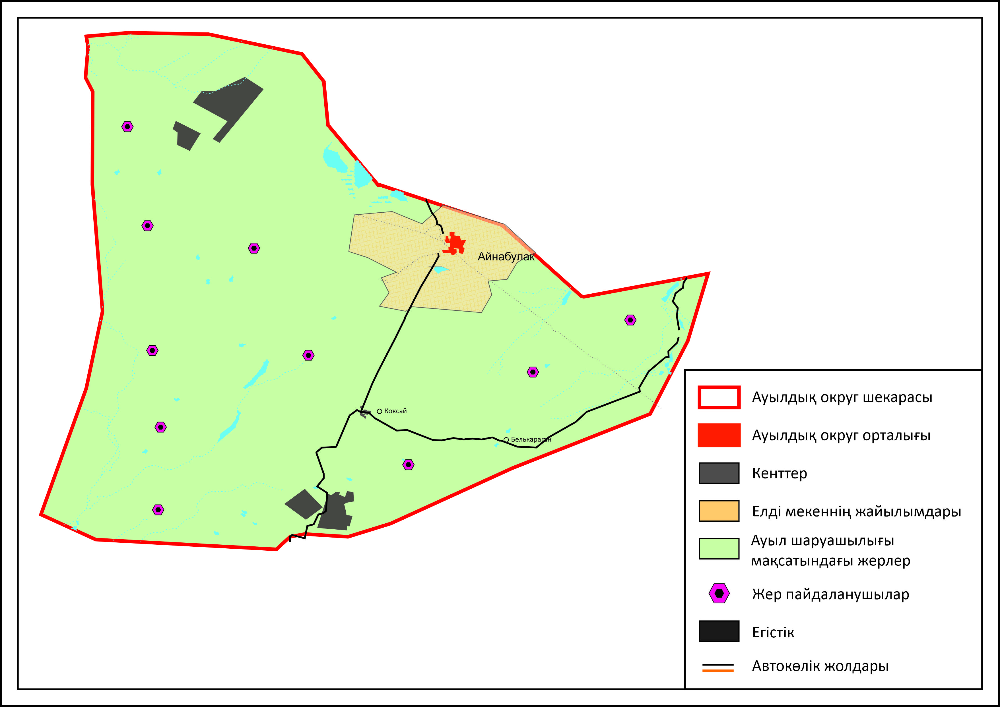 Айнабулак
Коксай
Белькараган
Ауылдық округ шекарасы
Ауылдық округ орталығы
Кенттер
Елді мекеннің жайылымдары
Ауыл шаруашылығы
мақсатындағы жерлер
Жер пайдаланушылар
Егістік
Автокөлік жолдары